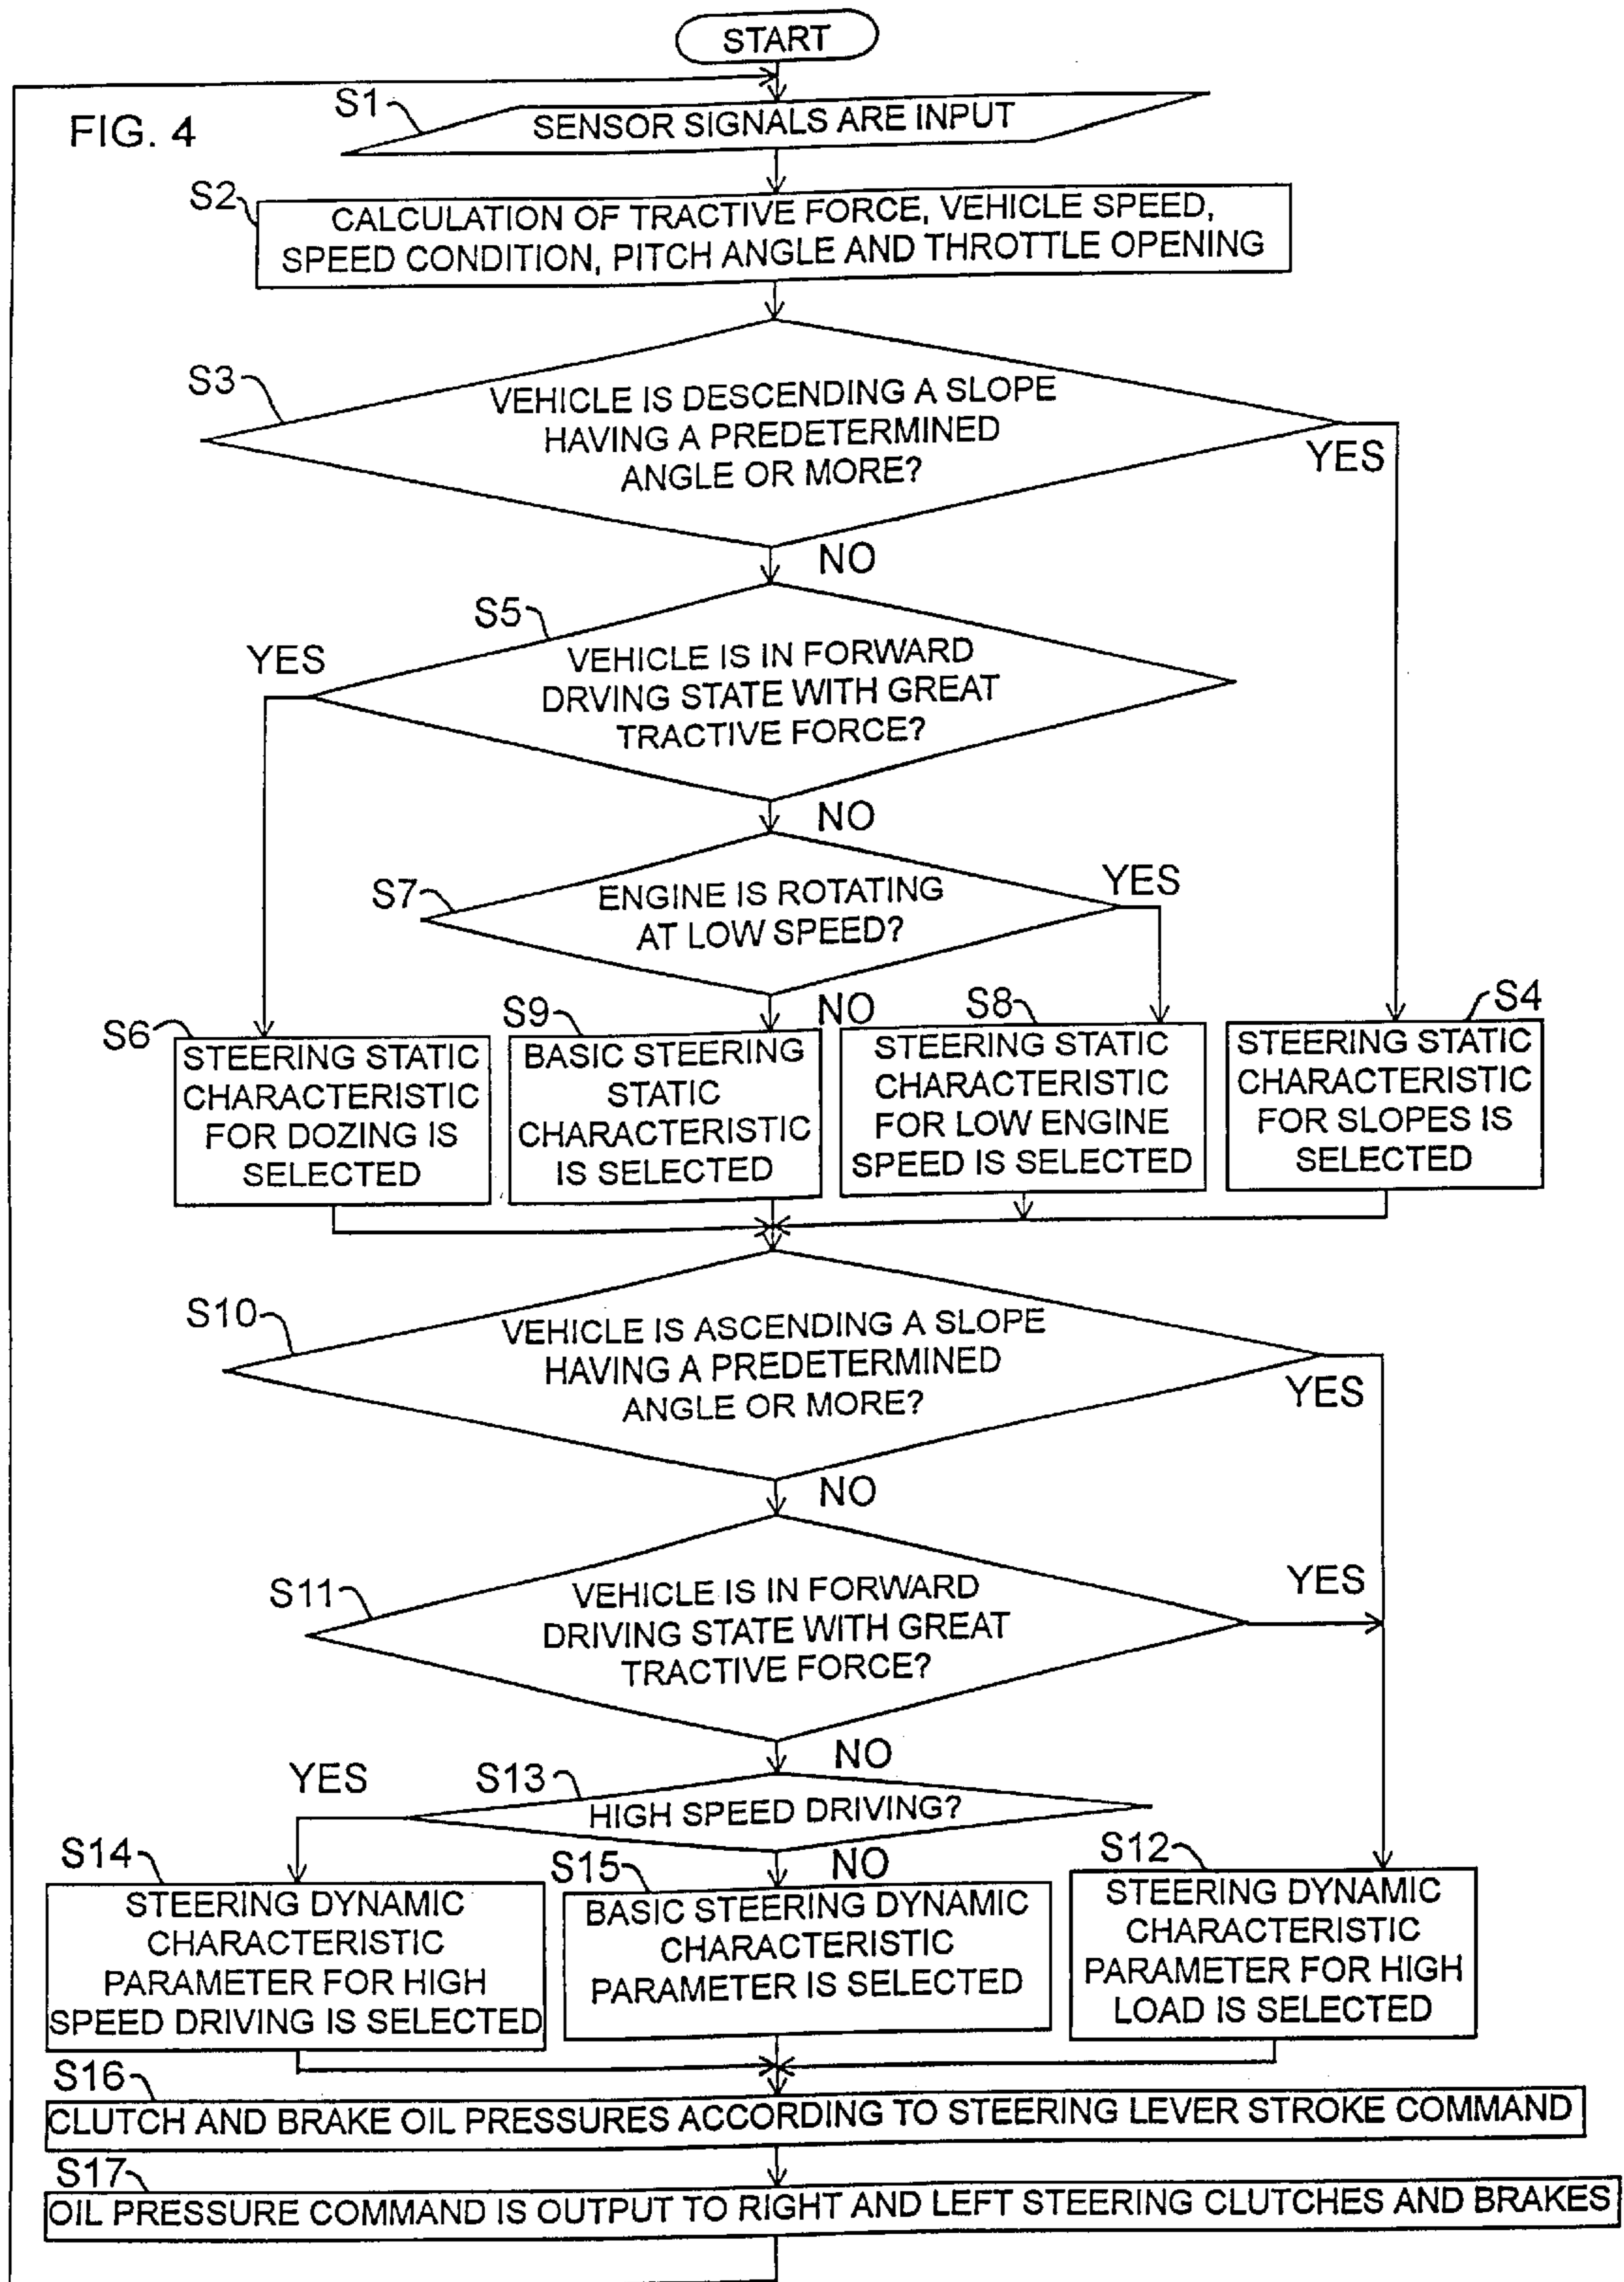 START
FIG. 4
S1
SENSOR SIGNALS ARE INPUT
S2
CALCULATION OF TRACTIVE FORCE, VEHICLE SPEED,
SPEED CONDITION, PITCH ANGLE AND THROTTLE OPENING
S3
VEHICLE IS DESCENDING A SLOPE
HAVING A PREDETERMINED
ANGLE OR MORE?
YES
NO
S5
YES
VEHICLE IS IN FORWARD
DRVING STATE WITH GREAT
TRACTIVE FORCE?
NO
S7
ENGINE IS ROTATING
AT LOW SPEED?
YES
NO
S6
STEERING STATIC
CHARACTERISTIC
FOR DOZING IS
SELECTED
S9
BASIC STEERING
STATIC
CHARACTERISTIC
IS SELECTED
S8
STEERING STATIC
CHARACTERISTIC
FOR LOW ENGINE
SPEED IS SELECTED
S4
STEERING STATIC
CHARACTERISTIC
FOR SLOPES IS
SELECTED
S10
VEHICLE IS ASCENDING A SLOPE
HAVING A PREDETERMINED
ANGLE OR MORE?
YES
NO
S11
VEHICLE IS IN FORWARD
DRIVING STATE WITH GREAT
TRACTIVE FORCE?
YES
NO
YES
S13
HIGH SPEED DRIVING?
NO
S14
STEERING DYNAMIC
CHARACTERISTIC
PARAMETER FOR HIGH
SPEED DRIVING IS SELECTED
S15
BASIC STEERING DYNAMIC
CHARACTERISTIC
PARAMETER IS SELECTED
S12
STEERING DYNAMIC
CHARACTERISTIC
PARAMETER FOR HIGH
LOAD IS SELECTED
S16
CLUTCH AND BRAKE OIL PRESSURES ACCORDING TO STEERING LEVER STROKE COMMAND
S17
OIL PRESSURE COMMAND IS OUTPUT TO RIGHT AND LEFT STEERING CLUTCHES AND BRAKES